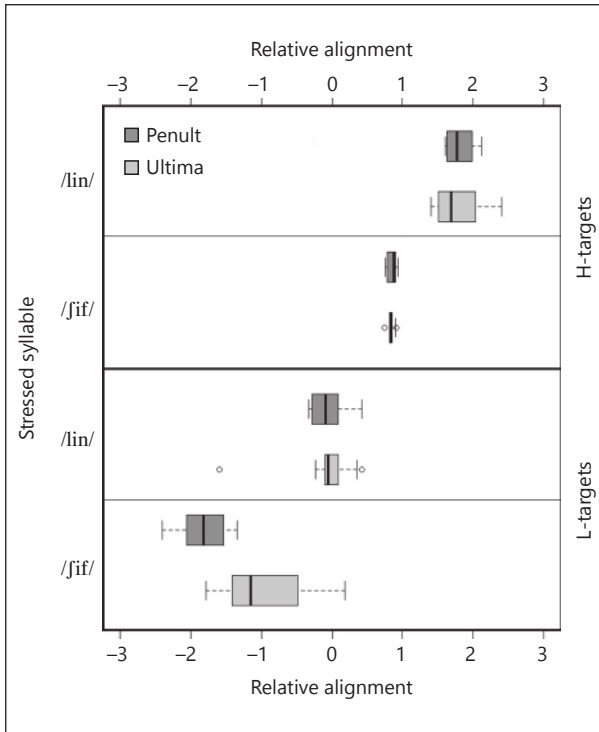 Relative alignment
–3 –2 –1 0 1 2 3
Penult
Ultima
/lin/
/ʃif/
/lin/
/ʃif/
Stressed syllable
H-targets
L-targets
–3 –2 –1 0 1 2 3
Relative alignment